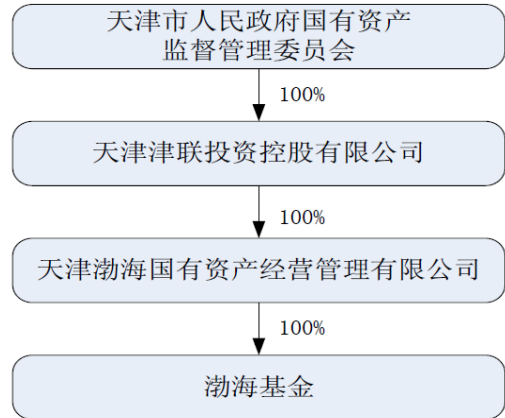 天津市人民政府国有资产
监督管理委员会
100%
天津津联投资控股有限公司
100%
天津渤海国有资产经营管理有限公司
100%
渤海基金